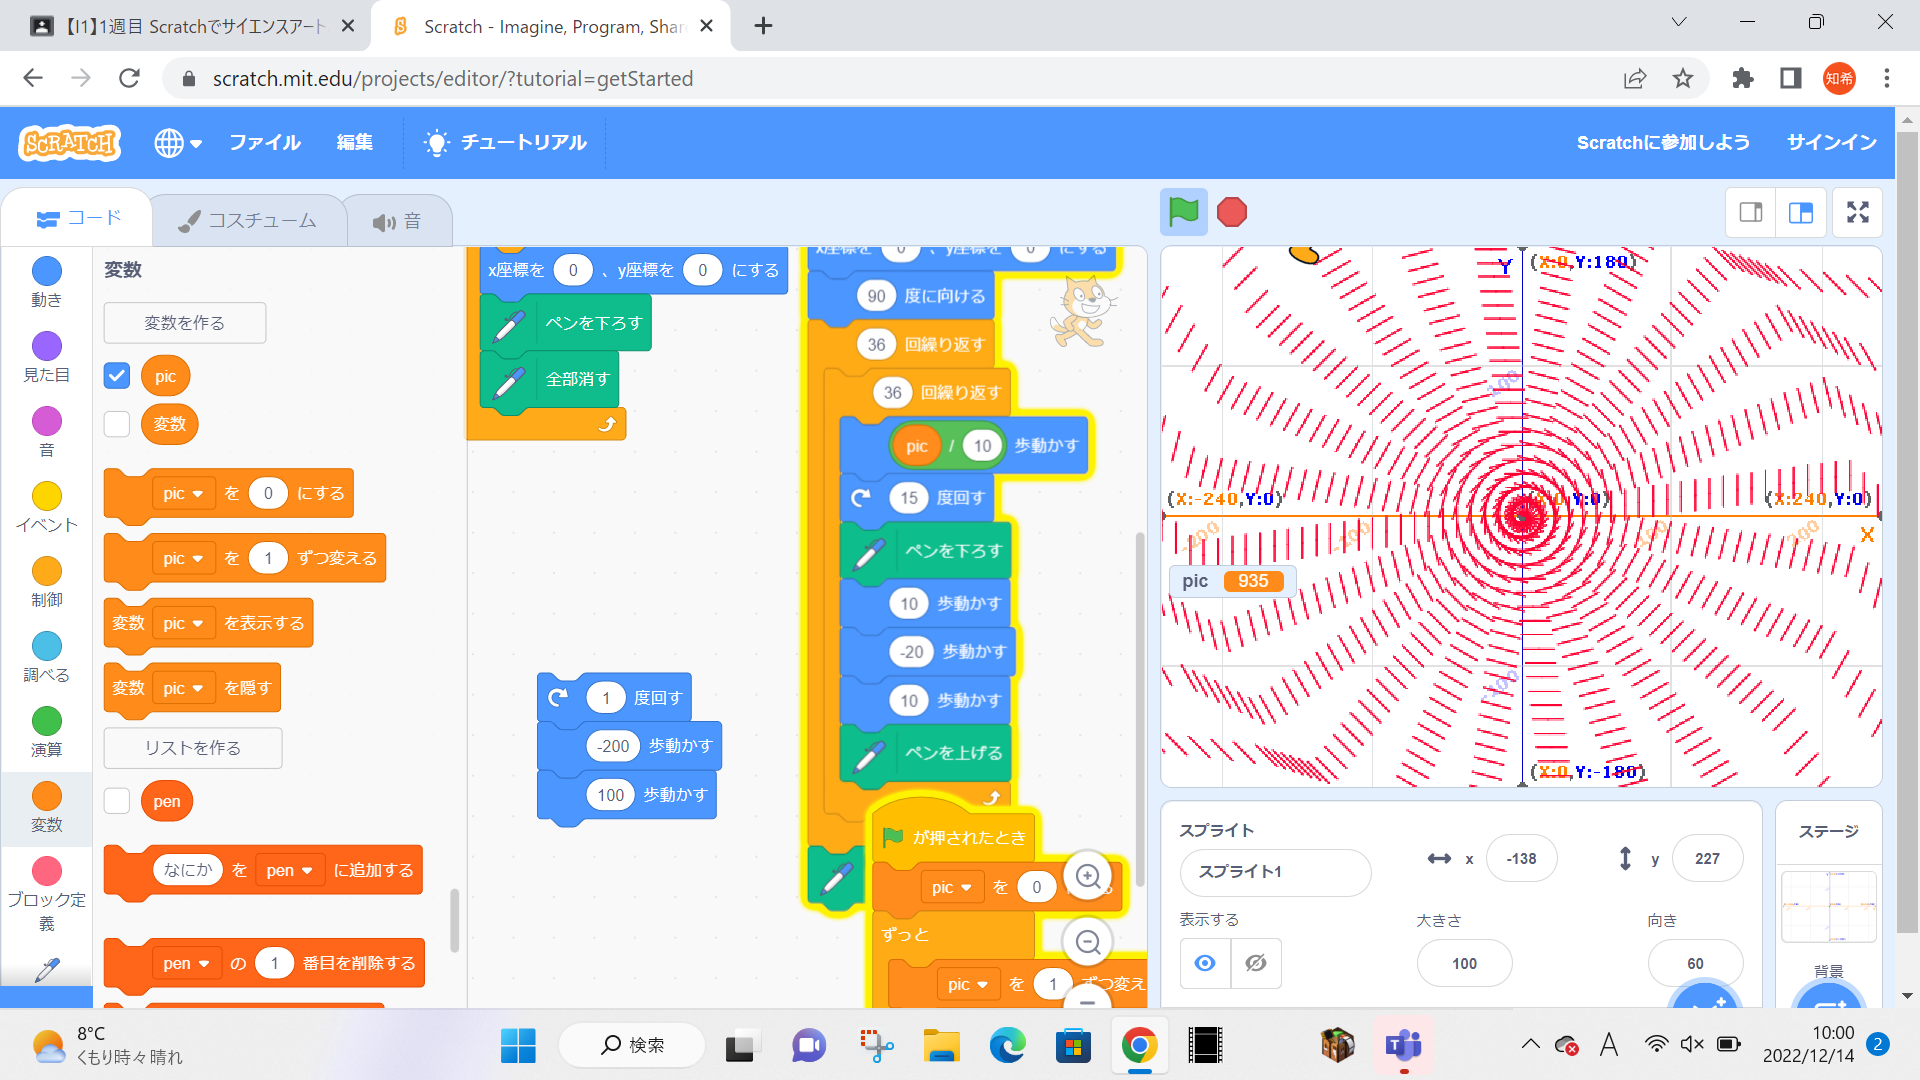 【I1】1週目 Scratchでサイエンスアート
Scratch - Imagine, Program, Shar
scratch.mit.edu/projects/editor/?tutorial=getStarted
知希
SCRATCH
ファイル
編集
チュートリアル
Scratchに参加しよう
サインイン
コード
コスチューム
音
動き
見た目
音
イベント
制御
調べる
演算
変数
ブロック定義
変数
変数を作る
pic
変数
pic を 0 にする
pic を 1 ずつ変える
変数 pic を表示する
変数 pic を隠す
リストを作る
pen
なにか を pen に追加する
pen の 1 番目を削除する
x座標を 0 、y座標を 0 にする
ペンを下ろす
全部消す
1 度回す
-200 歩動かす
100 歩動かす
x座標を 0 、y座標を 0 にする
90 度に向ける
36 回繰り返す
36 回繰り返す
pic / 10 歩動かす
15 度回す
ペンを下ろす
10 歩動かす
-20 歩動かす
10 歩動かす
ペンを上げる
が押されたとき
pic を 0
ずっと
pic を 1 ずつ変え
Y
(X:0,Y:180)
(X:-240,Y:0)
(X:240,Y:0)
X
pic 935
(X:0,Y:-180)
スプライト
スプライト1
x -138
y 227
表示する
大きさ
100
向き
60
ステージ
背景
8°C
くもり時々晴れ
検索
A
10:00
2022/12/14
2